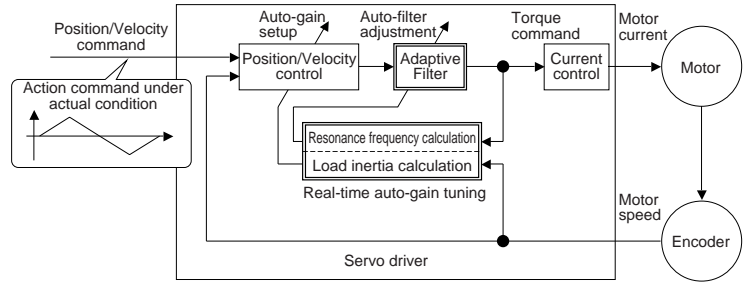 Position/Velocity
command
Action command under
actual condition
Auto-gain
setup
Auto-filter
adjustment
Torque
command
Motor
current
Position/Velocity
control
Adaptive
Filter
Current
control
Motor
Resonance frequency calculation
Load inertia calculation
Real-time auto-gain tuning
Motor
speed
Encoder
Servo driver